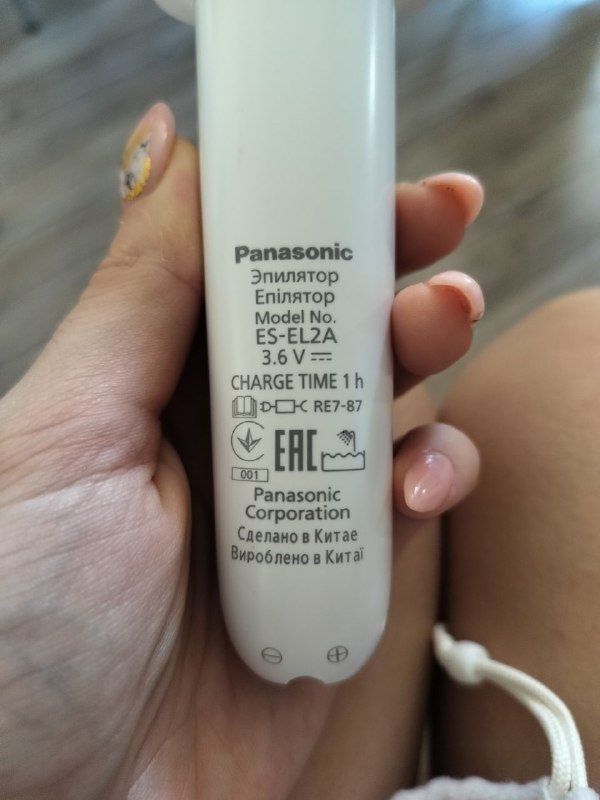 Panasonic
Эпилятор
Епілятор
Model No.
ES-EL2A
3.6 V
CHARGE TIME 1 h
RE7-87
EAC
001
Panasonic
Corporation
Сделано в Китае
Вироблено в Китаї